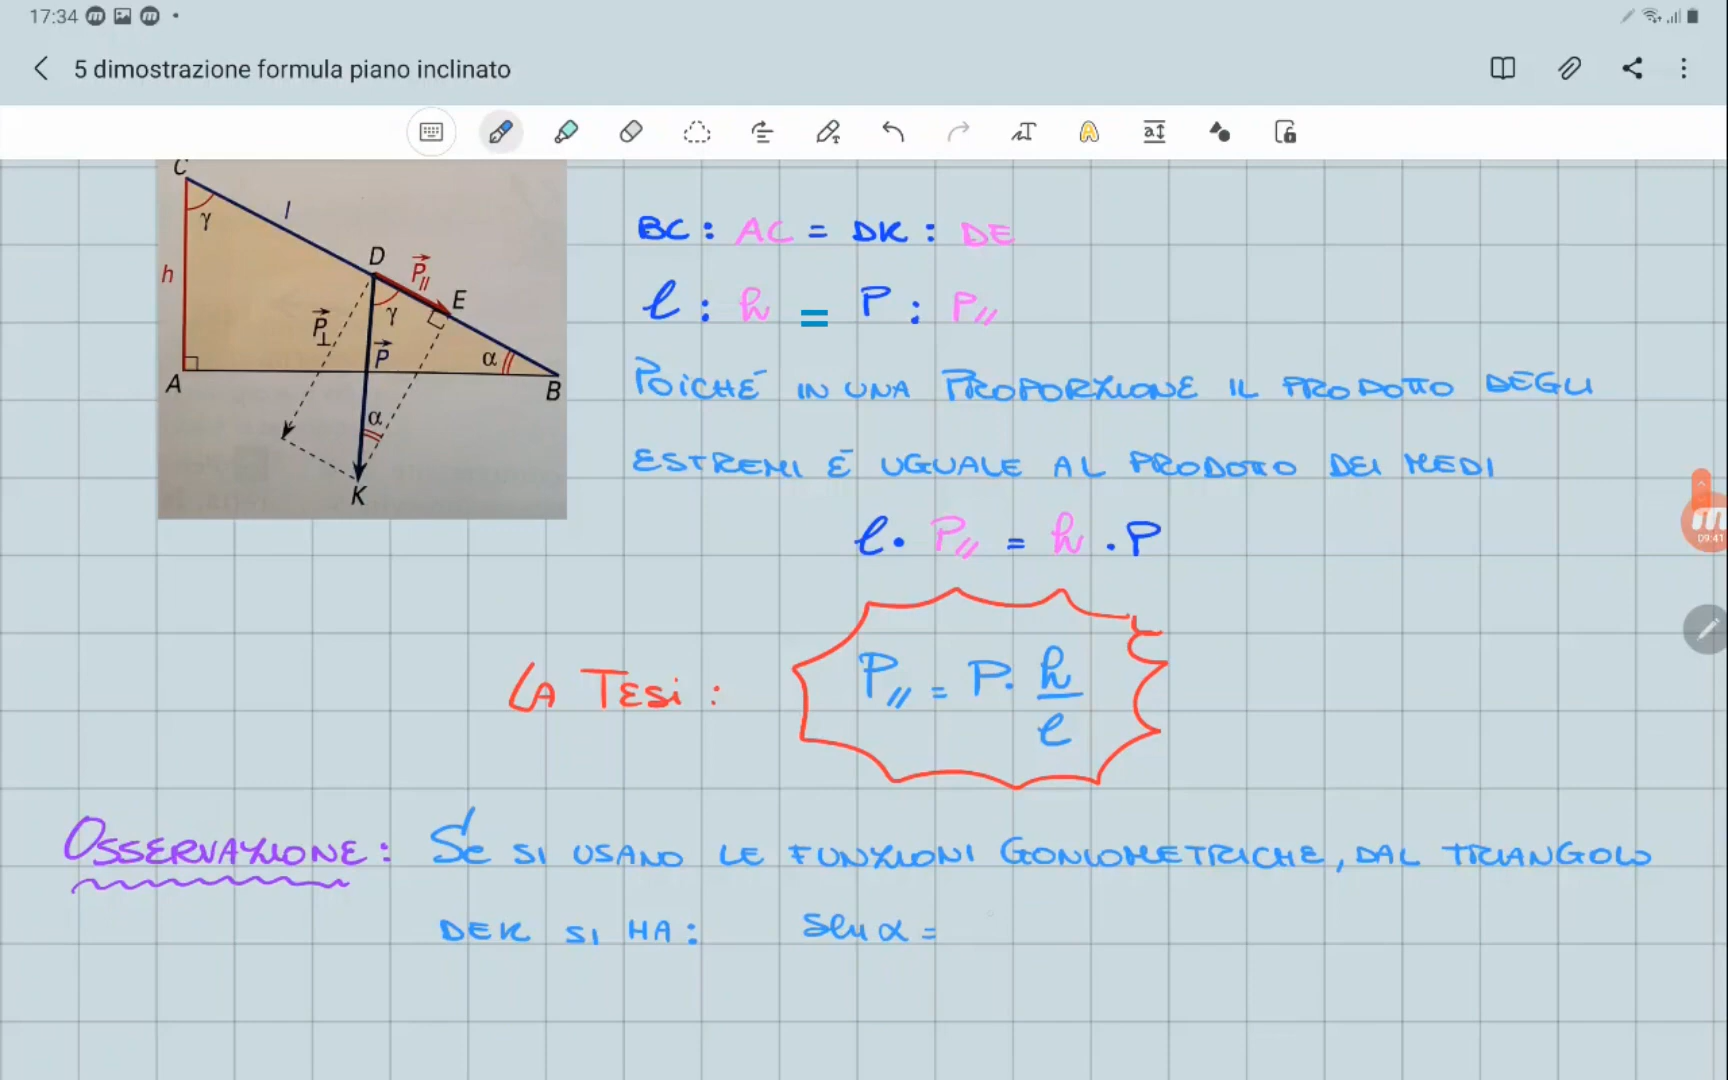 17:34
5 dimostrazione formula piano inclinato
C
γ
l
h
D
P//
E
γ
P⊥
P
α
A
B
α
K
BC : AC = DK : DE
l : h = P : P//
POICHÉ IN UNA PROPORZIONE IL PRODOTTO DEGLI
ESTREMI È UGUALE AL PRODOTTO DEI MEDI
l · P// = h · P
LA TESI : P// = P · h/l
OSSERVAZIONE : SE SI USANO LE FUNZIONI GONIOMETRICHE, DAL TRIANGOLO
DEK SI HA : sen α =
09:41